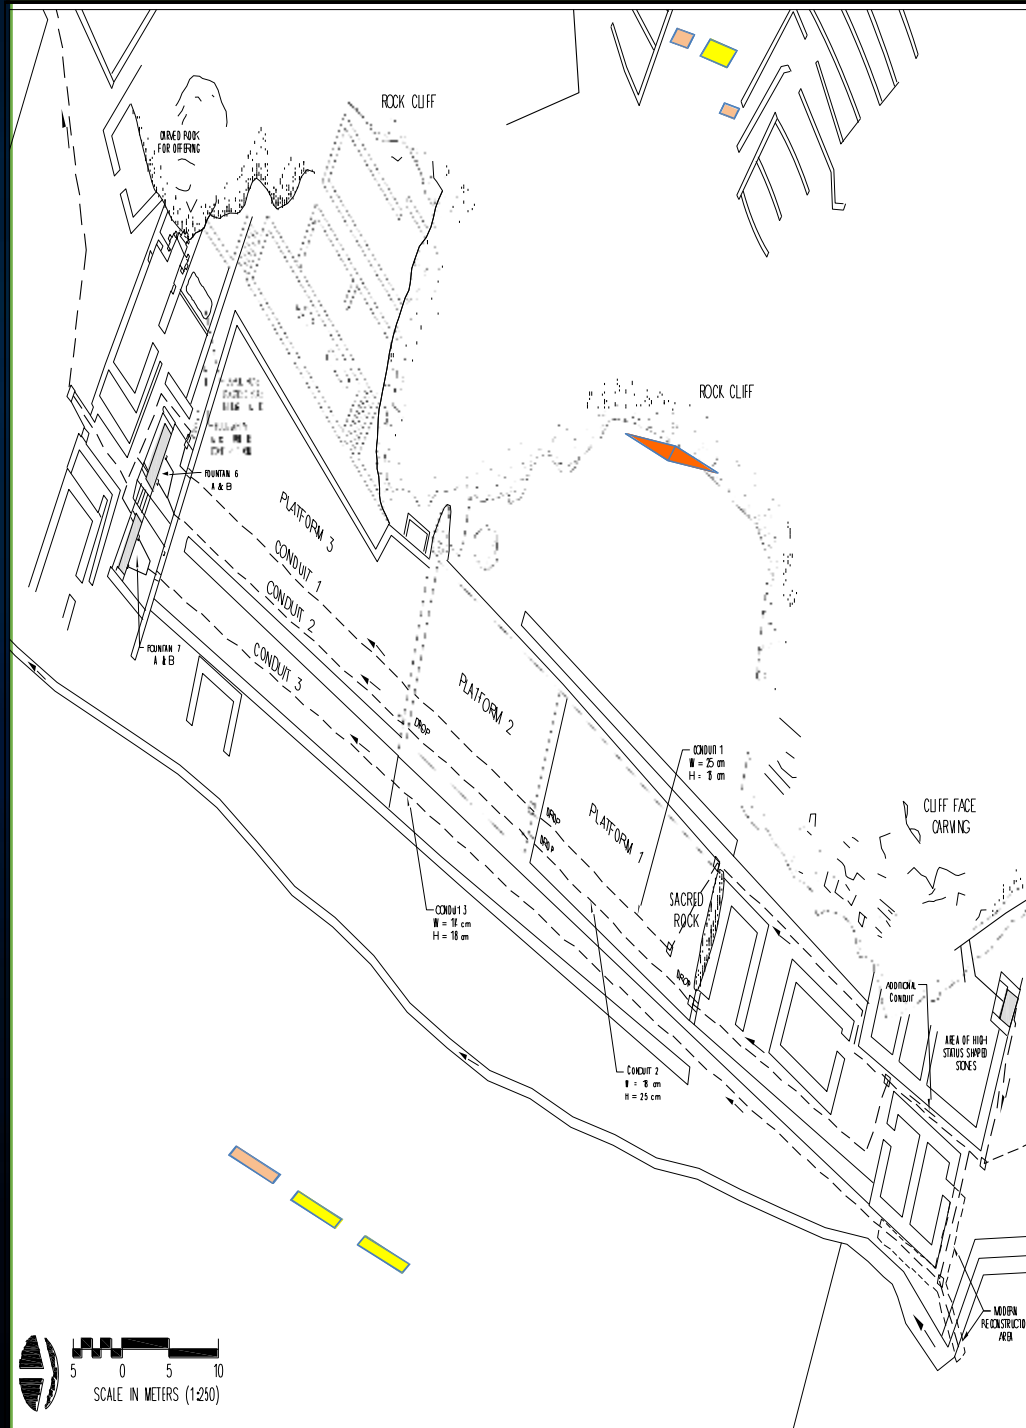 ROCK CLIFF
CARVED ROCK
FOR OFFERING
ROCK CLIFF
FOUNTAIN 6
A & B
PLATFORM 3
CONDUIT 1
CONDUIT 2
CONDUIT 3
FOUNTAIN 7
A & B
PLATFORM 2
DROP
CONDUIT 1
W = 25 cm
H = 13 cm
DROP
DROP
PLATFORM 1
CLIFF FACE
CARVING
SACRED
ROCK
CONDUIT 3
W = 14 cm
H = 18 cm
DROP
ADDITIONAL
CONDUIT
AREA OF HIGH
STATUS SHAPED
STONES
CONDUIT 2
W = 18 cm
H = 25 cm
MODERN
RECONSTRUCTIO
AREA
5 0 5 10
SCALE IN METERS (1:250)